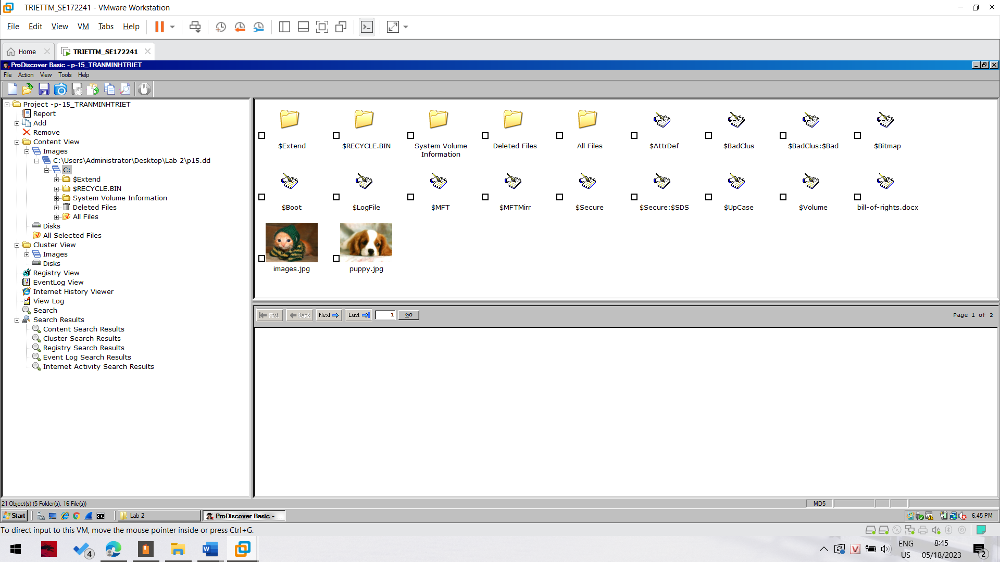 TRIETTM_SE172241 - VMware Workstation
File Edit View VM Tabs Help
Home TRIETTM_SE172241
ProDiscover Basic - p-15_TRANMINHTRIET
File Action View Tools Help
Project -p-15_TRANMINHTRIET
Report
Add
Remove
Content View
Images
C:\Users\Administrator\Desktop\Lab 2\p15.dd
C:
$Extend
$RECYCLE.BIN
System Volume Information
Deleted Files
All Files
Disks
All Selected Files
Cluster View
Images
Disks
Registry View
EventLog View
Internet History Viewer
View Log
Search
Search Results
Content Search Results
Cluster Search Results
Registry Search Results
Event Log Search Results
Internet Activity Search Results
$Extend $RECYCLE.BIN System Volume Deleted Files All Files $AttrDef $BadClus $BadClus:$Bad $Bitmap
Information
$Boot $LogFile $MFT $MFTMirr $Secure $Secure:$SDS $UpCase $Volume bill-of-rights.docx
images.jpg puppy.jpg
First Back Next Last 1 Go Page 1 of 2
21 Object(s) (5 Folder(s), 16 File(s)) MD5
Start Lab 2 ProDiscover Basic - ... 6:45 PM
To direct input to this VM, move the mouse pointer inside or press Ctrl+G.
4 ENG 8:45
US 05/18/2023 2